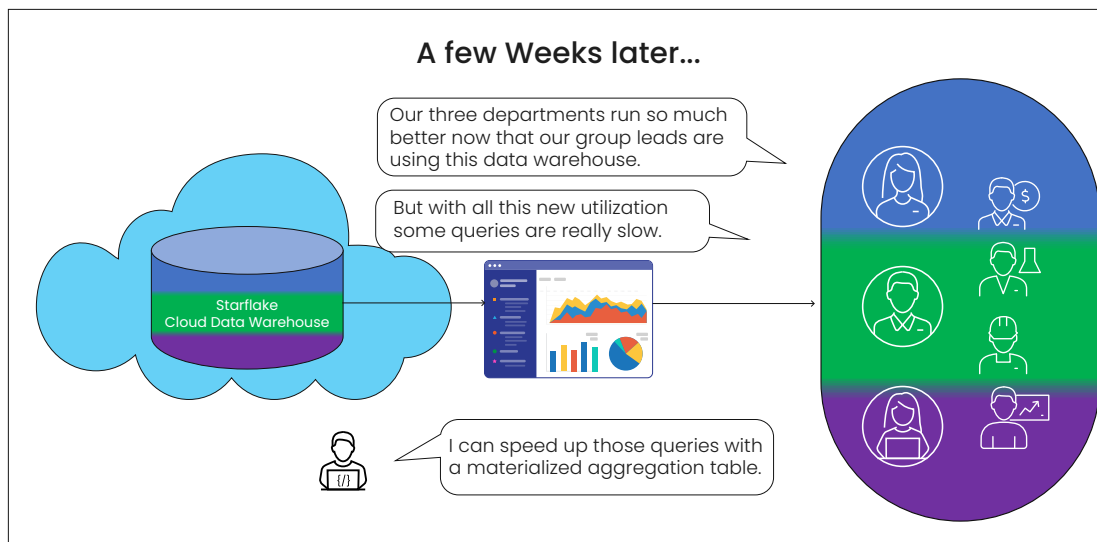 A few Weeks later...
Our three departments run so much
better now that our group leads are
using this data warehouse.
But with all this new utilization
some queries are really slow.
Starflake
Cloud Data Warehouse
$
I can speed up those queries with
a materialized aggregation table.
{/}